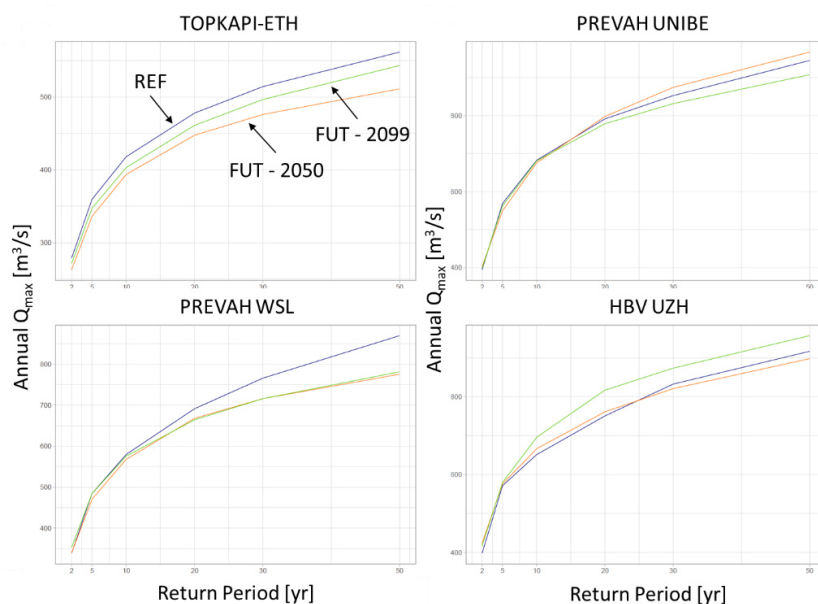 TOPKAPI-ETH
500
400
300
REF
FUT - 2099
FUT - 2050
2 5 10 20 30 50
PREVAH UNIBE
800
600
400
2 5 10 20 30 50
Annual Qmax [m³/s]
Annual Qmax [m³/s]
PREVAH WSL
800
700
600
500
400
2 5 10 20 30 50
Return Period [yr]
HBV UZH
800
600
400
2 5 10 20 30 50
Return Period [yr]